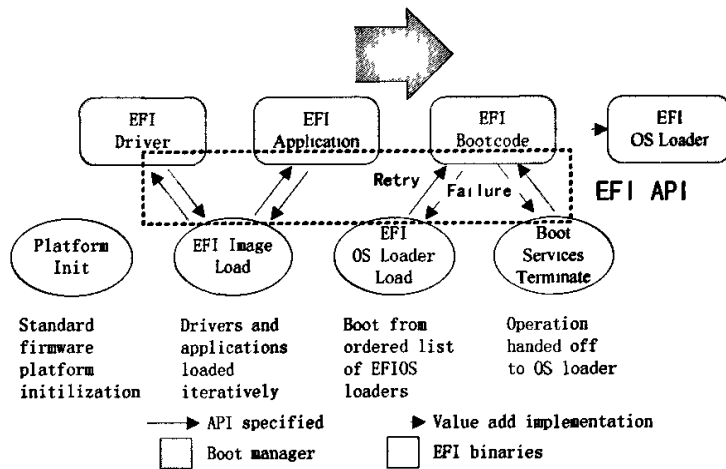 EFI
Driver
EFI
Application
EFI
Bootcode
EFI
OS Loader
Retry
Failure
EFI API
Platform
Init
EFI Image
Load
EFI
OS Loader
Load
Boot
Services
Terminate
Standard
firmware
platform
initilization
Drivers and
applications
loaded
iteratively
Boot from
ordered list
of EFIOS
loaders
Operation
handed off
to OS loader
API specified
Value add implementation
Boot manager
EFI binaries